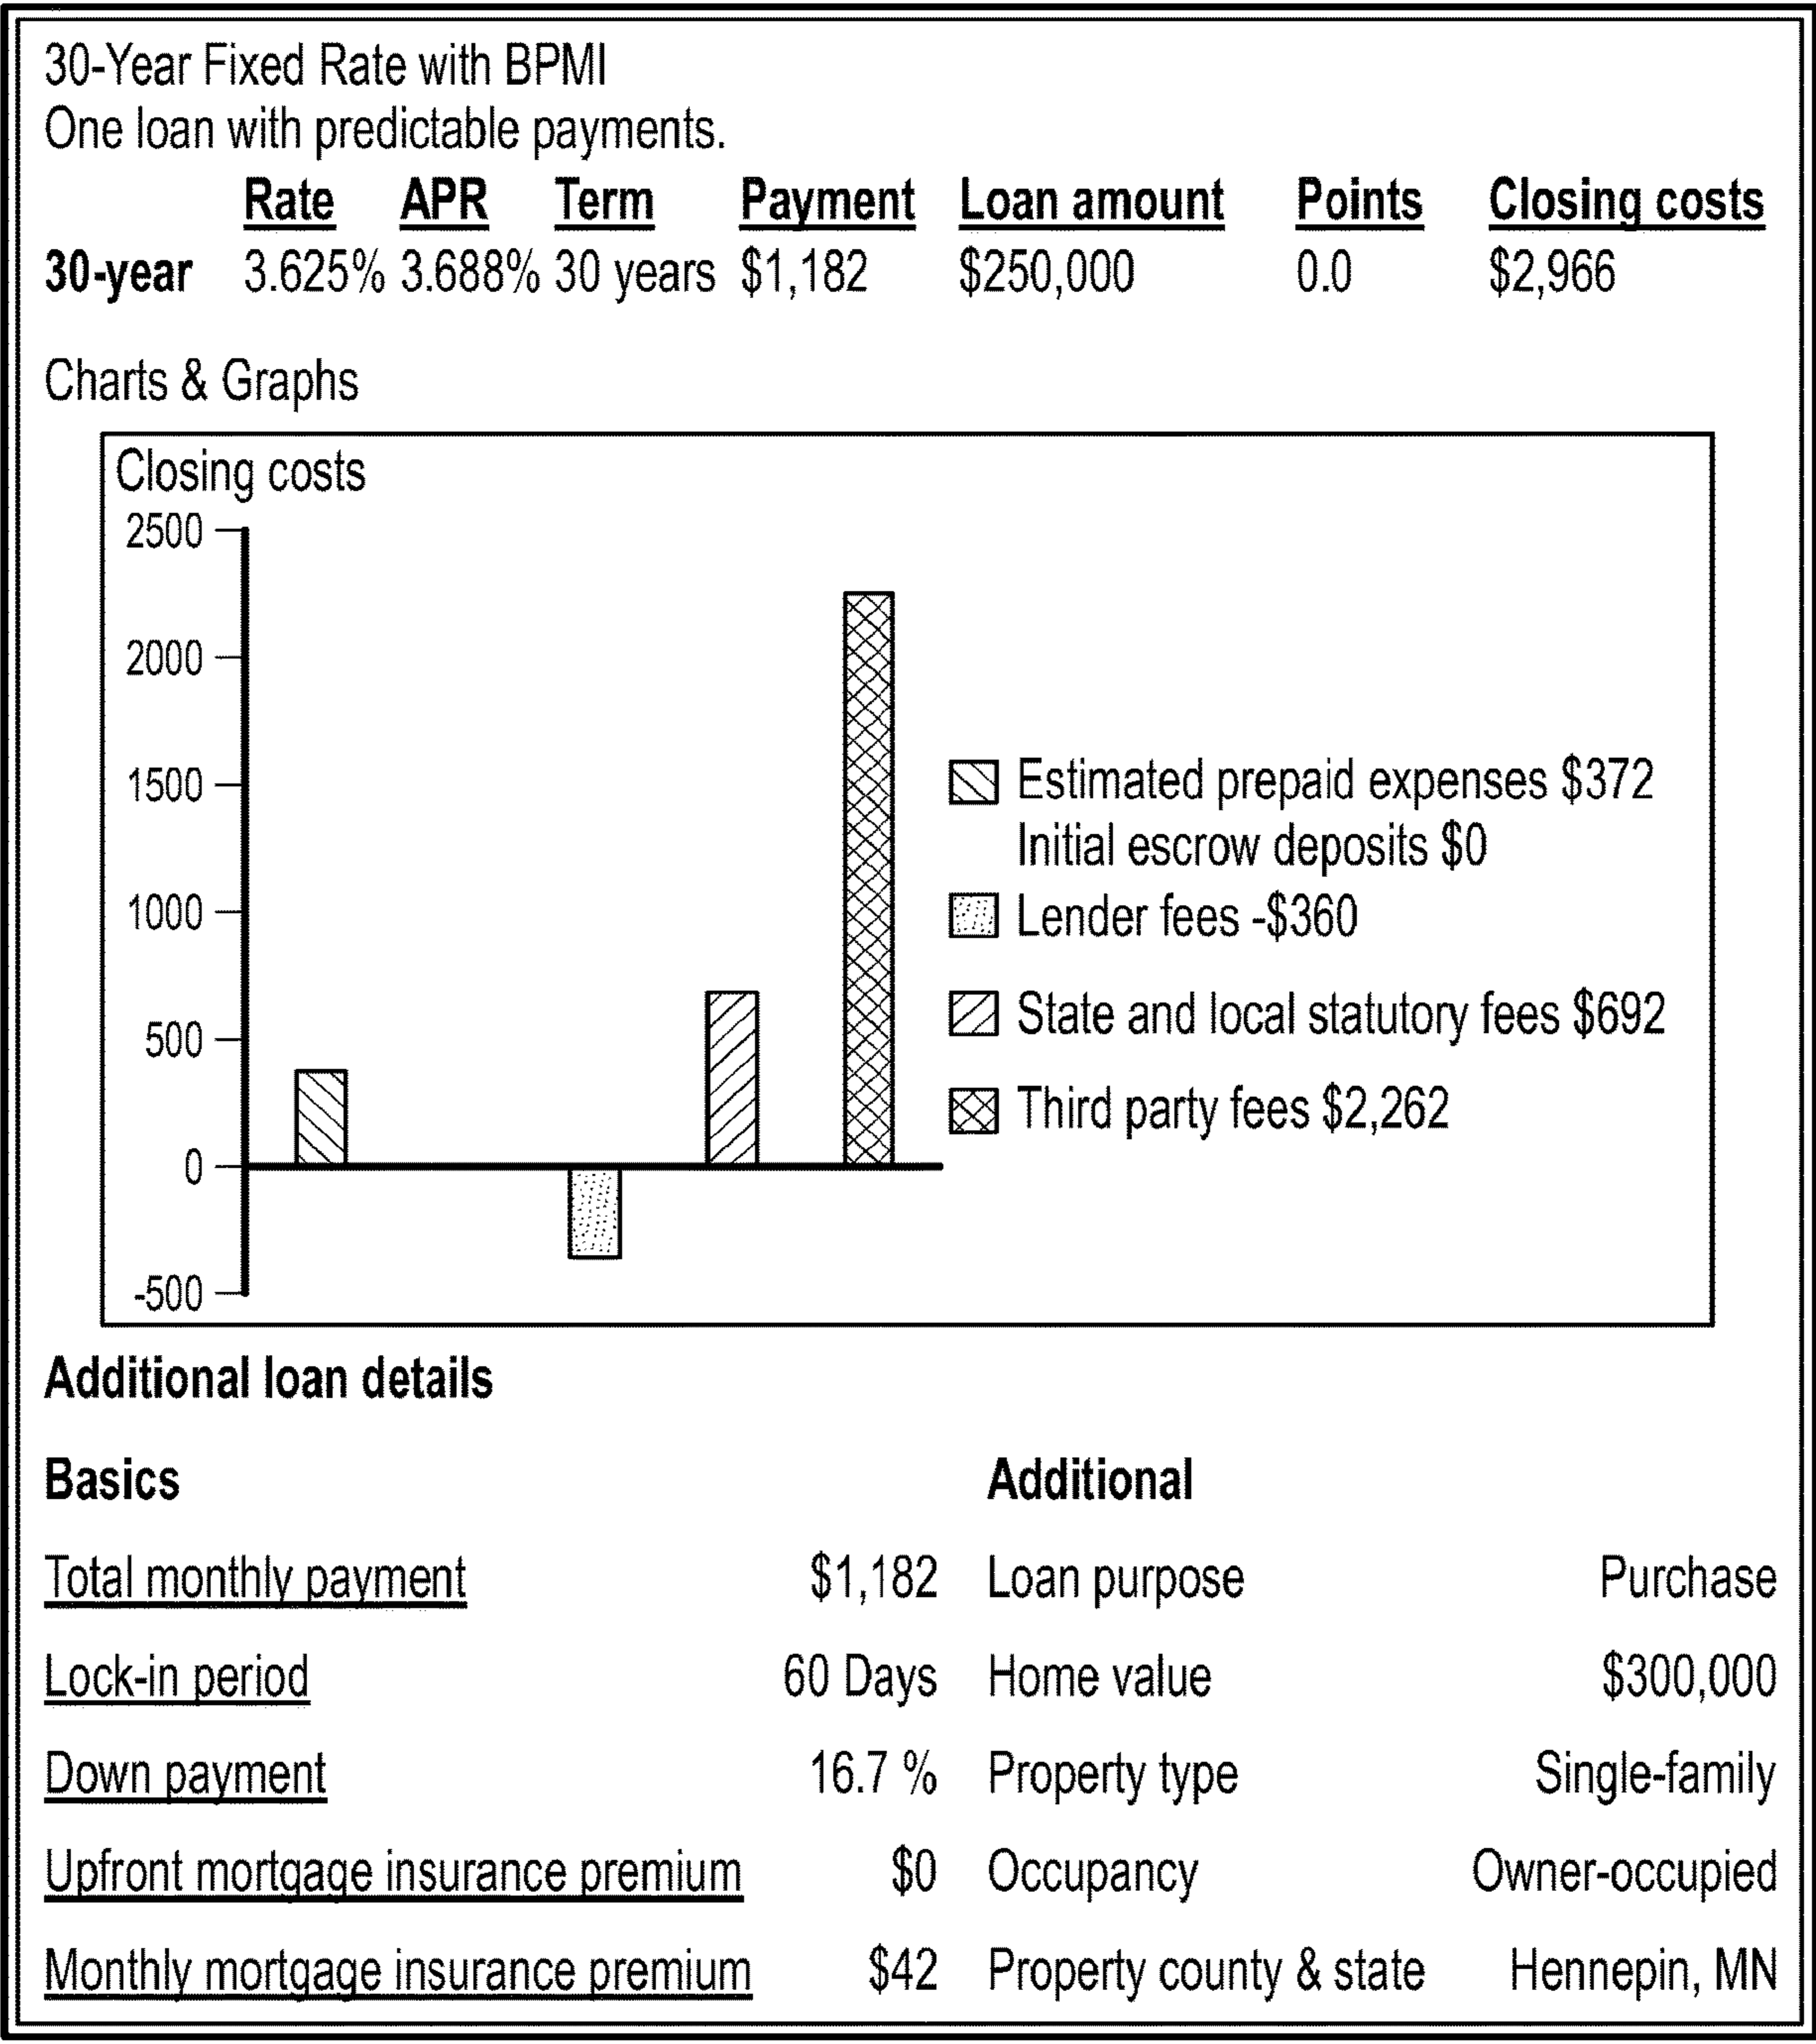 30-Year Fixed Rate with BPMI
One loan with predictable payments.
Rate APR Term Payment Loan amount Points Closing costs
30-year 3.625% 3.688% 30 years $1,182 $250,000 0.0 $2,966
Charts & Graphs
Closing costs
2500
2000
1500
1000
500
0
-500
Estimated prepaid expenses $372
Initial escrow deposits $0
Lender fees -$360
State and local statutory fees $692
Third party fees $2,262
Additional loan details
Basics Additional
Total monthly payment $1,182 Loan purpose Purchase
Lock-in period 60 Days Home value $300,000
Down payment 16.7 % Property type Single-family
Upfront mortgage insurance premium $0 Occupancy Owner-occupied
Monthly mortgage insurance premium $42 Property county & state Hennepin, MN